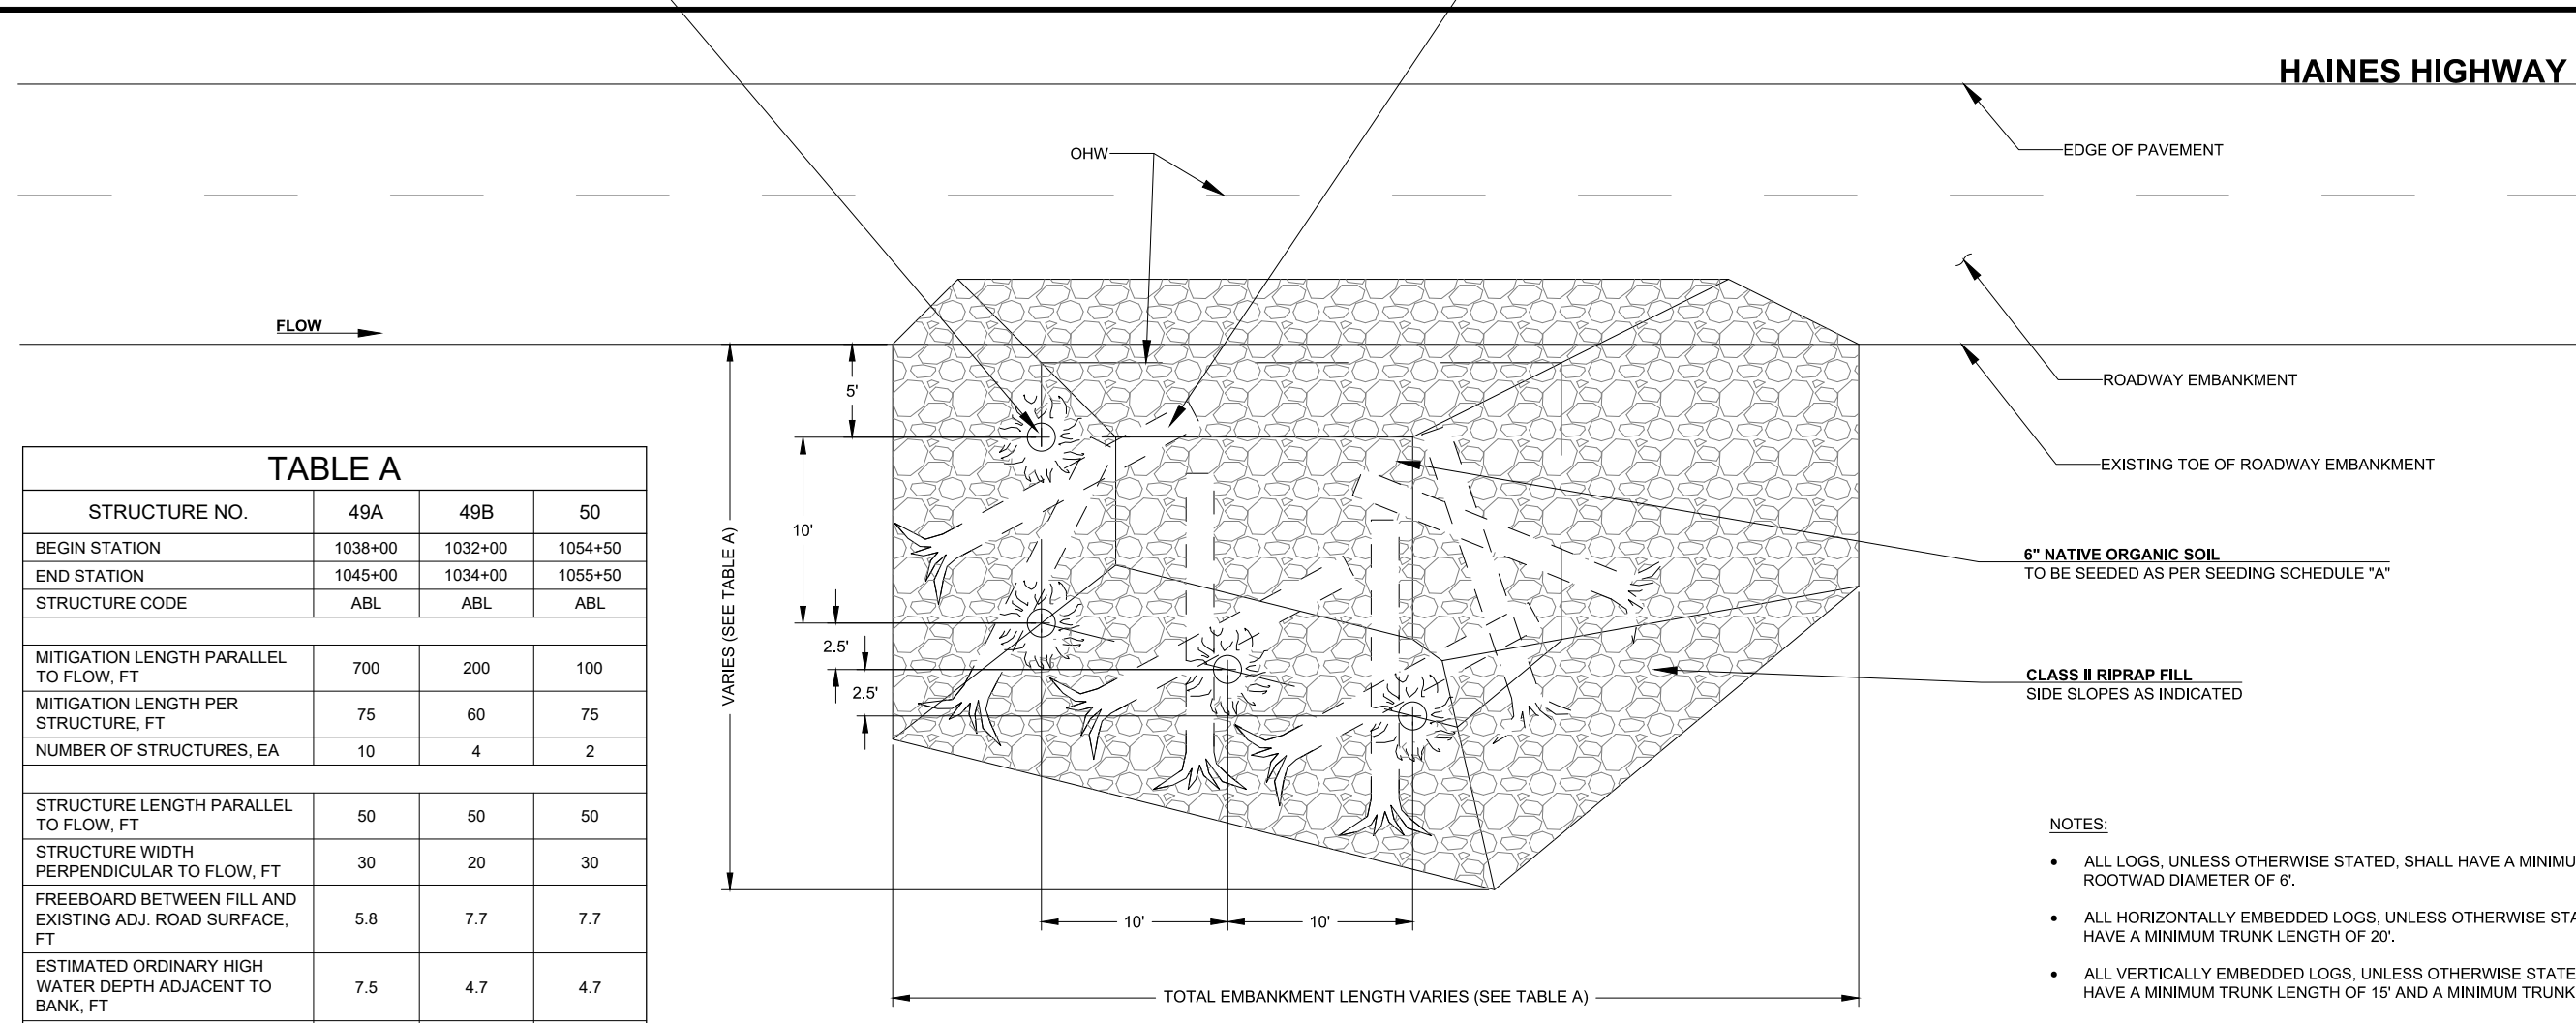 HAINES HIGHWAY
EDGE OF PAVEMENT
OHW
FLOW
ROADWAY EMBANKMENT
EXISTING TOE OF ROADWAY EMBANKMENT
6" NATIVE ORGANIC SOIL
TO BE SEEDED AS PER SEEDING SCHEDULE "A"
CLASS II RIPRAP FILL
SIDE SLOPES AS INDICATED
5'
10'
2.5'
2.5'
VARIES (SEE TABLE A)
10'
10'
TOTAL EMBANKMENT LENGTH VARIES (SEE TABLE A)
TABLE A
STRUCTURE NO. 49A 49B 50
BEGIN STATION 1038+00 1032+00 1054+50
END STATION 1045+00 1034+00 1055+50
STRUCTURE CODE ABL ABL ABL
MITIGATION LENGTH PARALLEL
TO FLOW, FT 700 200 100
MITIGATION LENGTH PER
STRUCTURE, FT 75 60 75
NUMBER OF STRUCTURES, EA 10 4 2
STRUCTURE LENGTH PARALLEL
TO FLOW, FT 50 50 50
STRUCTURE WIDTH
PERPENDICULAR TO FLOW, FT 30 20 30
FREEBOARD BETWEEN FILL AND
EXISTING ADJ. ROAD SURFACE,
FT 5.8 7.7 7.7
ESTIMATED ORDINARY HIGH
WATER DEPTH ADJACENT TO
BANK, FT 7.5 4.7 4.7
NOTES:
• ALL LOGS, UNLESS OTHERWISE STATED, SHALL HAVE A MINIMU
ROOTWAD DIAMETER OF 6'.
• ALL HORIZONTALLY EMBEDDED LOGS, UNLESS OTHERWISE STA
HAVE A MINIMUM TRUNK LENGTH OF 20'.
• ALL VERTICALLY EMBEDDED LOGS, UNLESS OTHERWISE STATE
HAVE A MINIMUM TRUNK LENGTH OF 15' AND A MINIMUM TRUNK